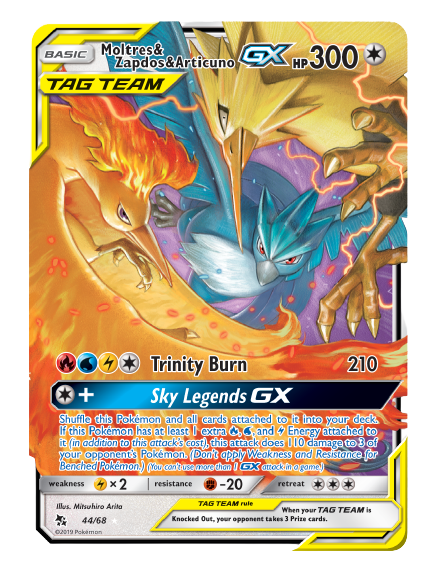 BASIC
Moltres&
Zapdos&Articuno GX HP 300
TAG TEAM
Trinity Burn 210
+ Sky Legends GX
Shuffle this Pokémon and all cards attached to it into your deck.
If this Pokémon has at least 1 extra , , and Energy attached to
it (in addition to this attack's cost), this attack does 110 damage to 3 of
your opponent's Pokémon. (Don't apply Weakness and Resistance for
Benched Pokémon.) (You can't use more than 1 GX attack in a game.)
weakness ×2 resistance -20 retreat
Illus. Mitsuhiro Arita
44/68
©2019 Pokémon
TAG TEAM rule
When your TAG TEAM is
Knocked Out, your opponent takes 3 Prize cards.